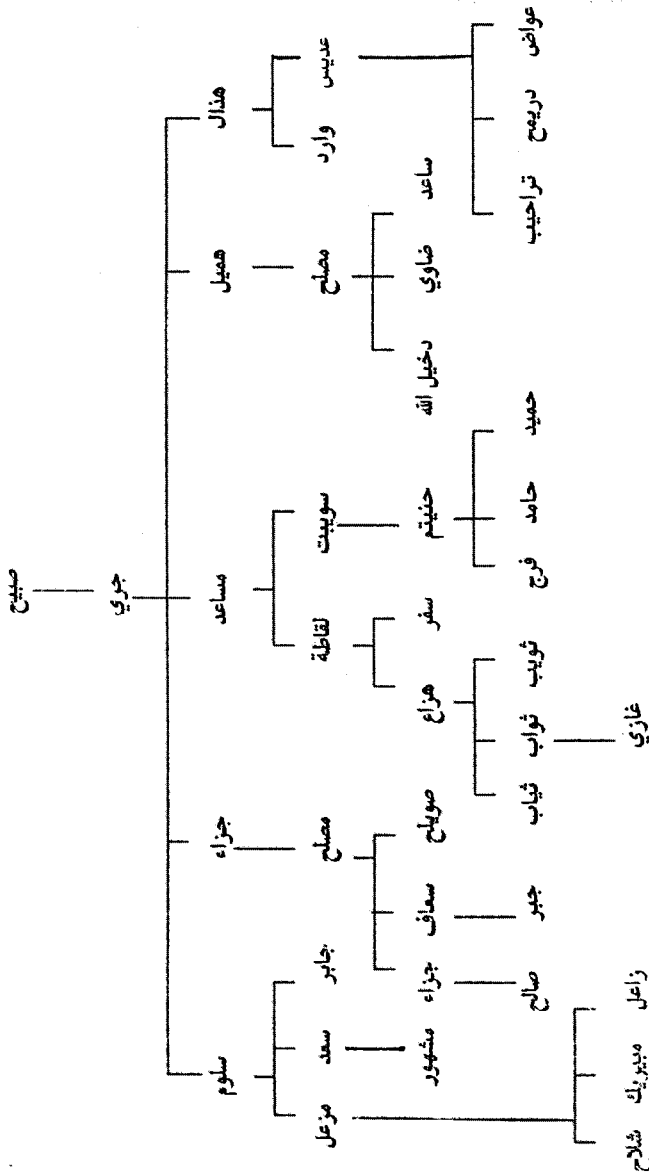 صبيح
جري
هذال
هميل
مساعد
جزاء
سلوم
عديس
وارد
مصلح
سويبت
لقاطة
مصلح
جابر
سعد
مزعل
ساعد
ضاوي
دخيل الله
حنيتم
سفر
هزاع
صويلح
سعاف
جزاء
مشهور
عواض
دريمح
تراحيب
حميد
حامد
فرج
ثويب
ثواب
ثياب
جبر
صالح
غازي
زاعل
مبيريك
شلاح